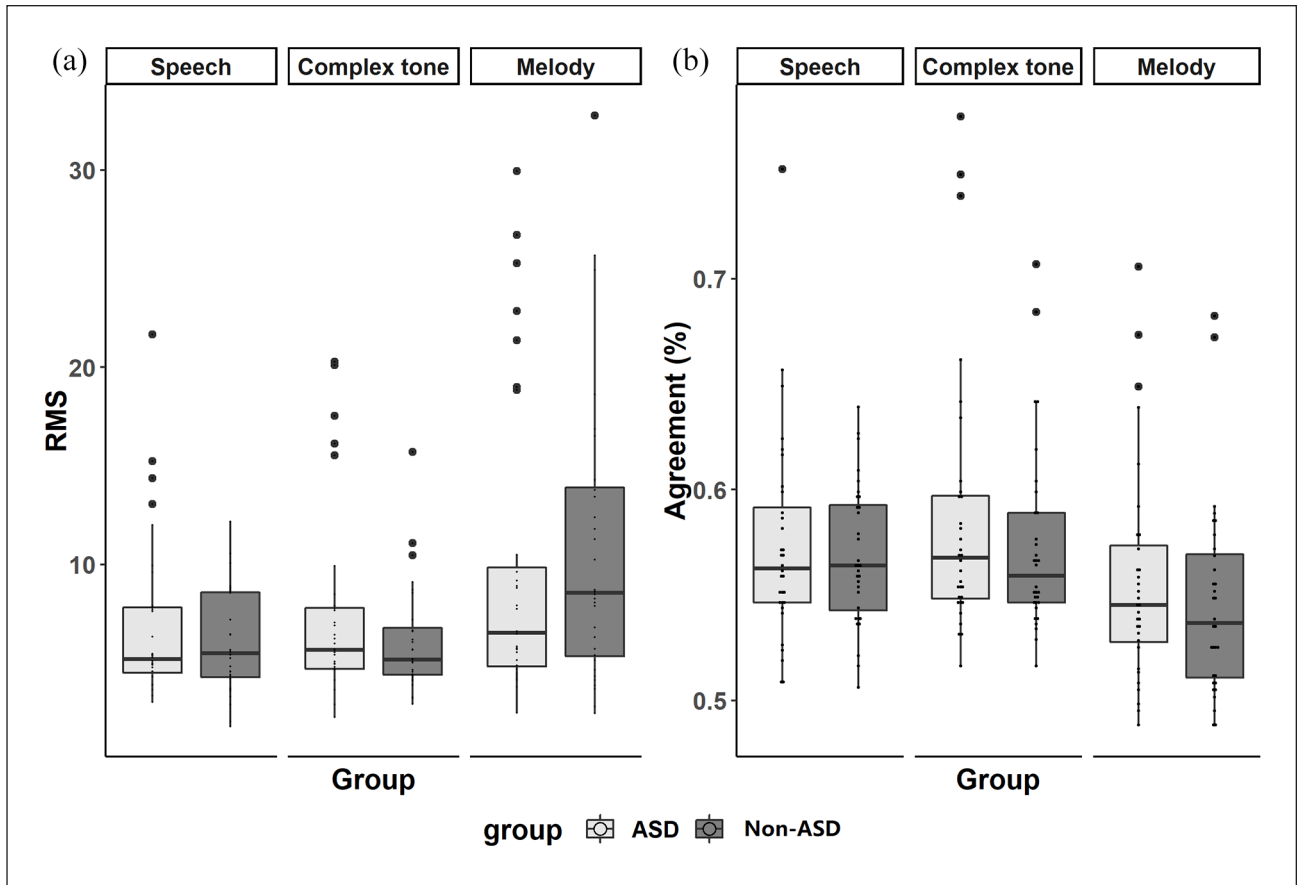 (a)
Speech Complex tone Melody
RMS
30
20
10
Group
(b)
Speech Complex tone Melody
Agreement (%)
0.7
0.6
0.5
Group
group ASD Non-ASD